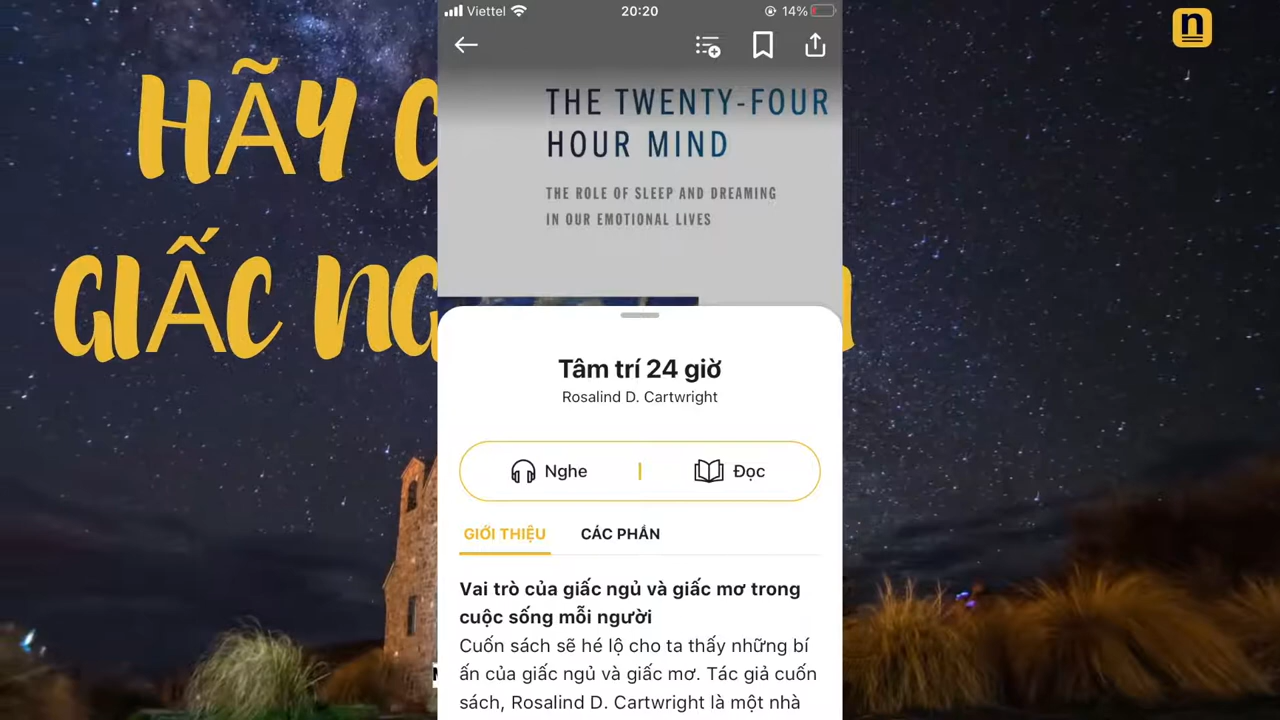 Viettel 20:20 14%
n
HÃY
GIẤC
THE TWENTY-FOUR
HOUR MIND
THE ROLE OF SLEEP AND DREAMING
IN OUR EMOTIONAL LIVES
Tâm trí 24 giờ
Rosalind D. Cartwright
Nghe | Đọc
GIỚI THIỆU CÁC PHẦN
Vai trò của giấc ngủ và giấc mơ trong
cuộc sống mỗi người
Cuốn sách sẽ hé lộ cho ta thấy những bí
ẩn của giấc ngủ và giấc mơ. Tác giả cuốn
sách, Rosalind D. Cartwright là một nhà